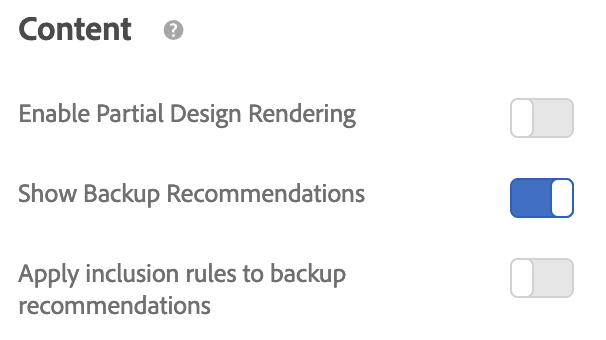 Content ?
Enable Partial Design Rendering
Show Backup Recommendations
Apply inclusion rules to backup
recommendations